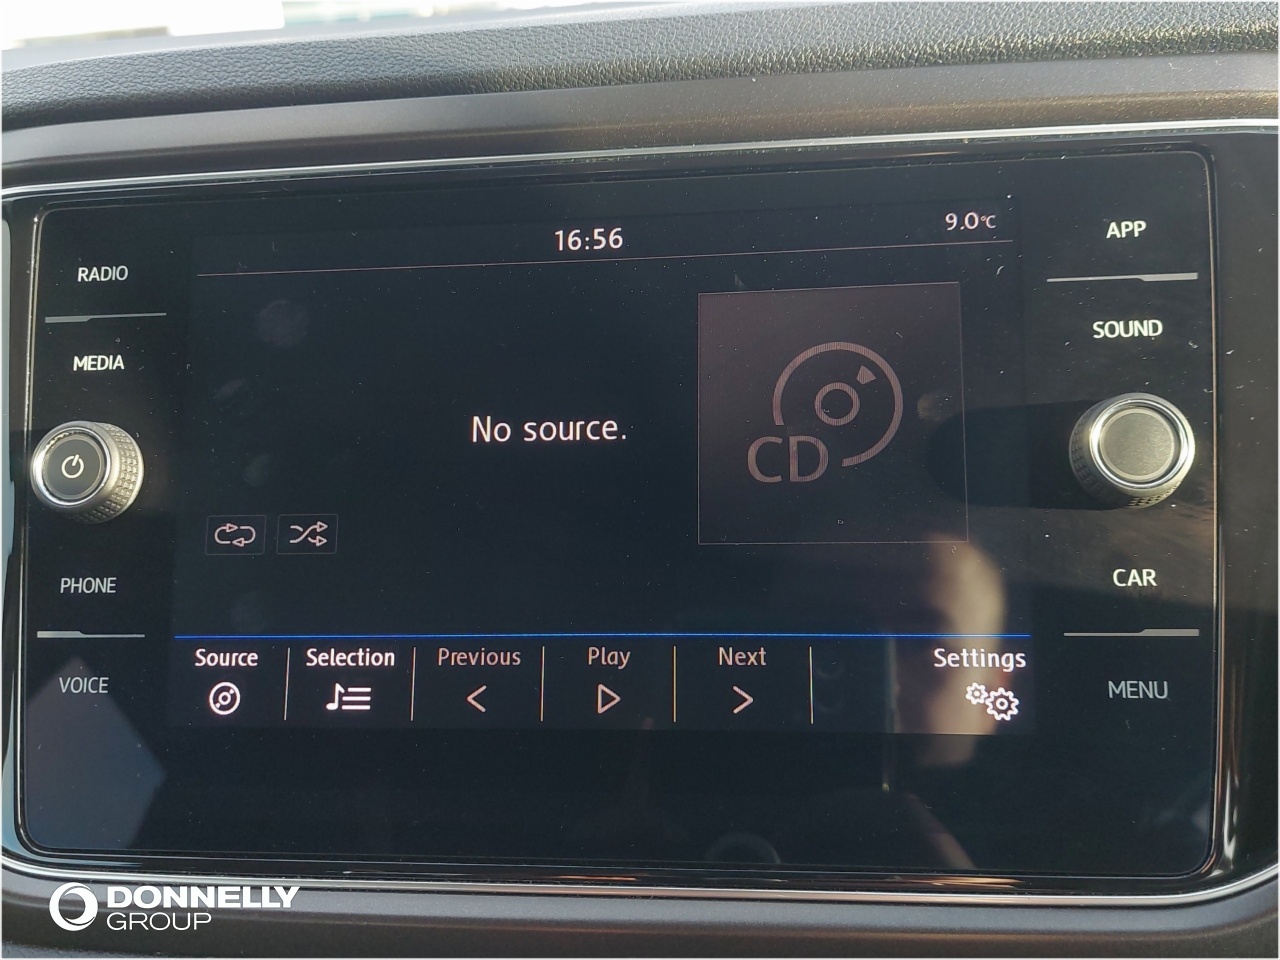 16:56
9.0°C
RADIO
MEDIA
PHONE
VOICE
APP
SOUND
CAR
MENU
No source.
CD
Source
Selection
Previous
Play
Next
Settings
DONNELLY
GROUP